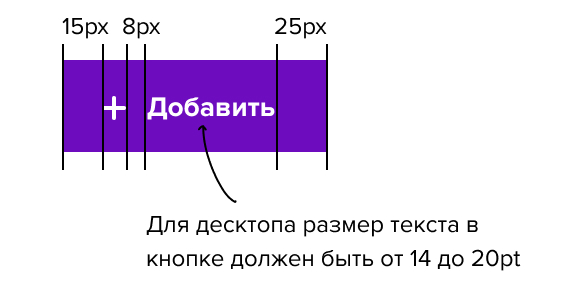 15px 8px 25px
+ Добавить
Для десктопа размер текста в
кнопке должен быть от 14 до 20pt